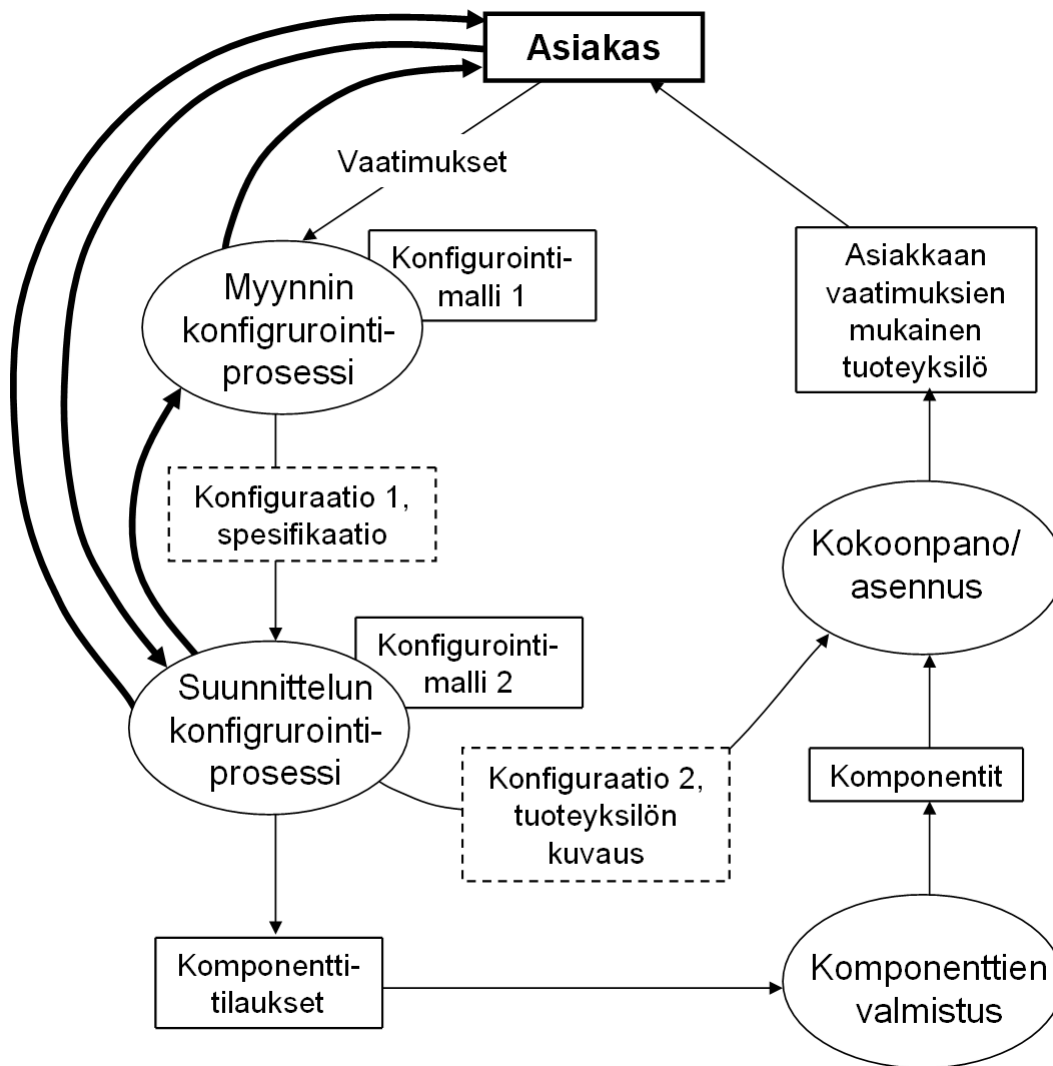 Asiakas
Vaatimukset
Myynnin
konfigrurointi-
prosessi
Konfigurointi-
malli 1
Asiakkaan
vaatimuksien
mukainen
tuoteyksilö
Konfiguraatio 1,
spesifikaatio
Kokoonpano/
asennus
Suunnittelun
konfigrurointi-
prosessi
Konfigurointi-
malli 2
Konfiguraatio 2,
tuoteyksilön
kuvaus
Komponentit
Komponentti-
tilaukset
Komponenttien
valmistus